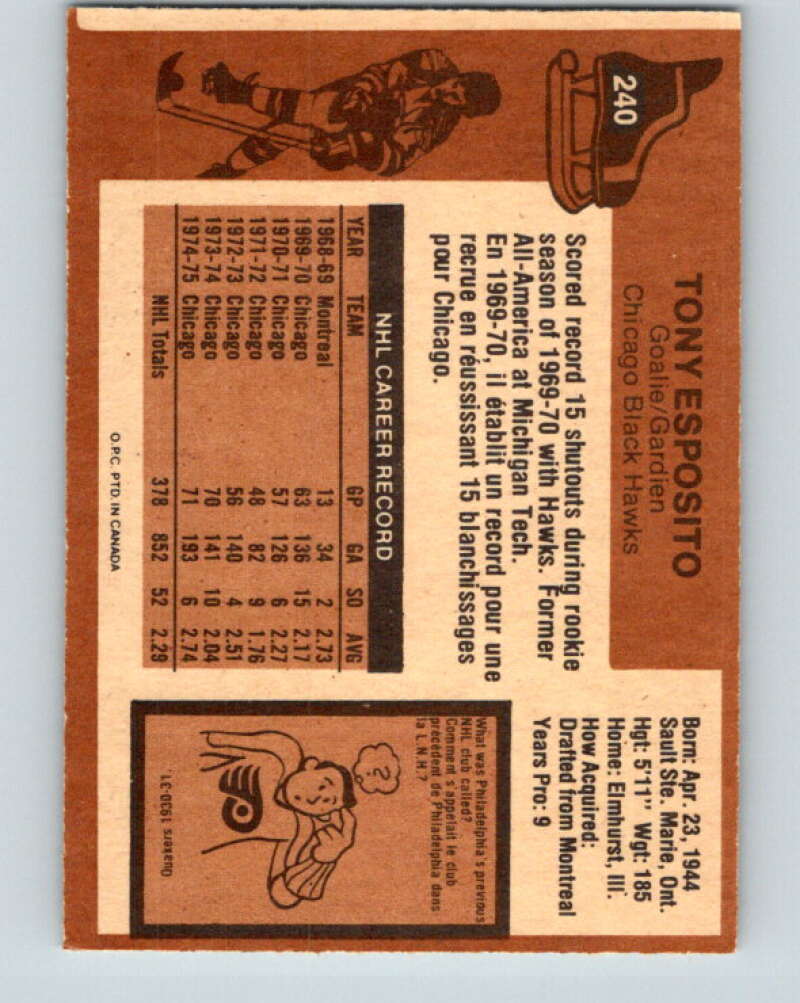 240
TONY ESPOSITO
Goalie/Gardien
Chicago Black Hawks
Born: Apr. 23, 1944
Sault Ste. Marie, Ont.
Hgt: 5'11" Wgt: 185
Home: Elmhurst, Ill.
How Acquired:
Drafted from Montreal
Years Pro: 9
Scored record 15 shutouts during rookie
season of 1969-70 with Hawks. Former
All-America at Michigan Tech.
En 1969-70, il établit un record pour une
recrue en réussissant 15 blanchissages
pour Chicago.
NHL CAREER RECORD
YEAR TEAM GP GA SO AVG
1968-69 Montreal 13 34 2 2.73
1969-70 Chicago 63 136 15 2.17
1970-71 Chicago 57 126 6 2.27
1971-72 Chicago 48 82 9 1.76
1972-73 Chicago 56 140 4 2.51
1973-74 Chicago 70 141 10 2.04
1974-75 Chicago 71 193 6 2.74
NHL Totals 378 852 52 2.29
What was Philadelphia's previous
NHL club called?
Comment s'appelait le club
précédent de Philadelphia dans
la L.N.H.?
?
Quakers 1930-31.
O.P.C. PTD. IN CANADA